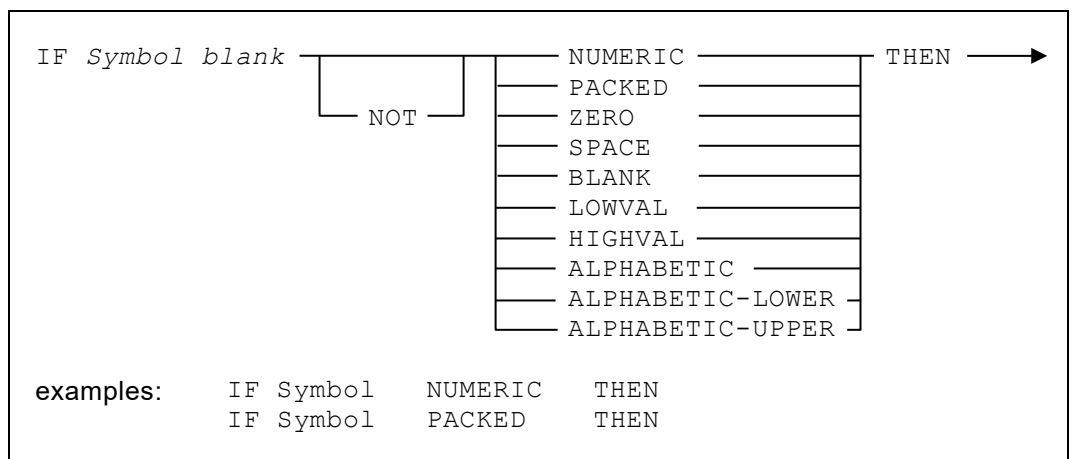 IF Symbol blank NUMERIC THEN
PACKED
NOT ZERO
SPACE
BLANK
LOWVAL
HIGHVAL
ALPHABETIC
ALPHABETIC-LOWER
ALPHABETIC-UPPER
examples: IF Symbol NUMERIC THEN
IF Symbol PACKED THEN